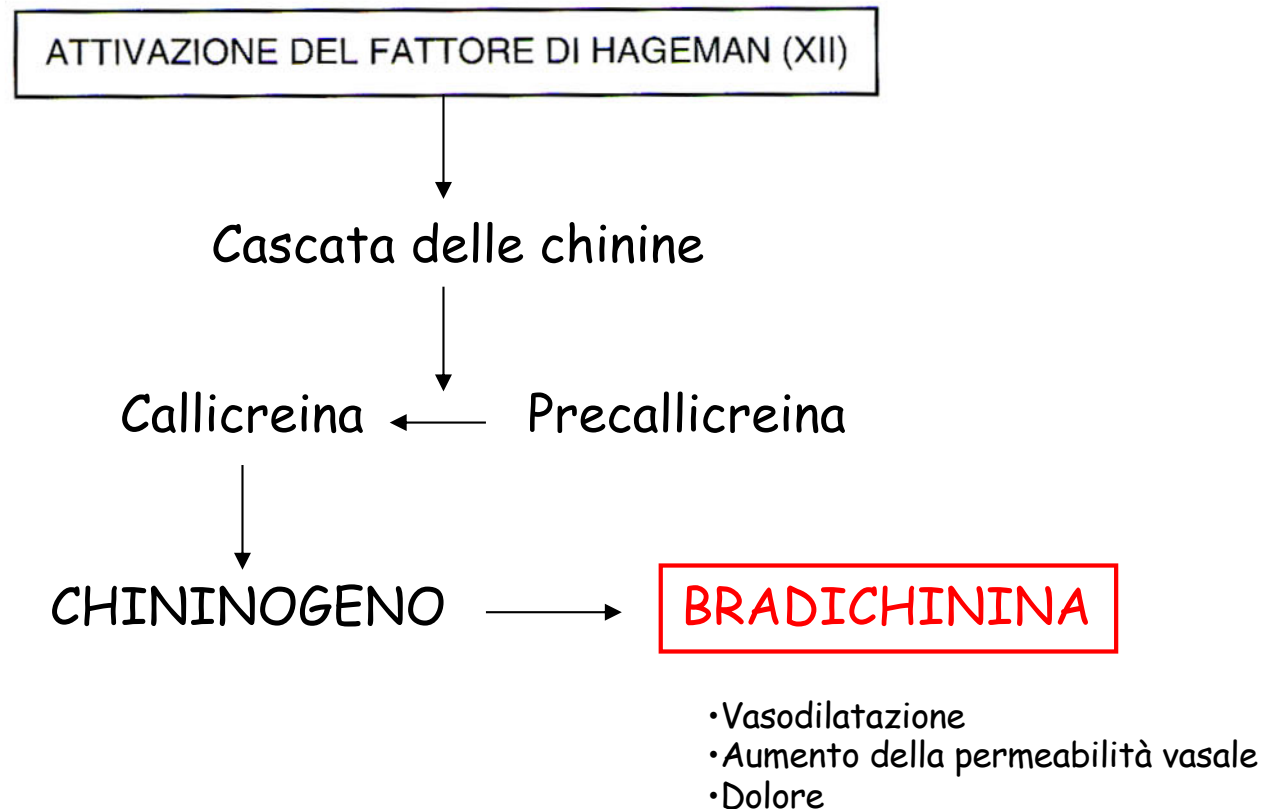 ATTIVAZIONE DEL FATTORE DI HAGEMAN (XII)
Cascata delle chinine
Callicreina Precallicreina
CHININOGENO BRADICHININA
•Vasodilatazione
•Aumento della permeabilità vasale
•Dolore